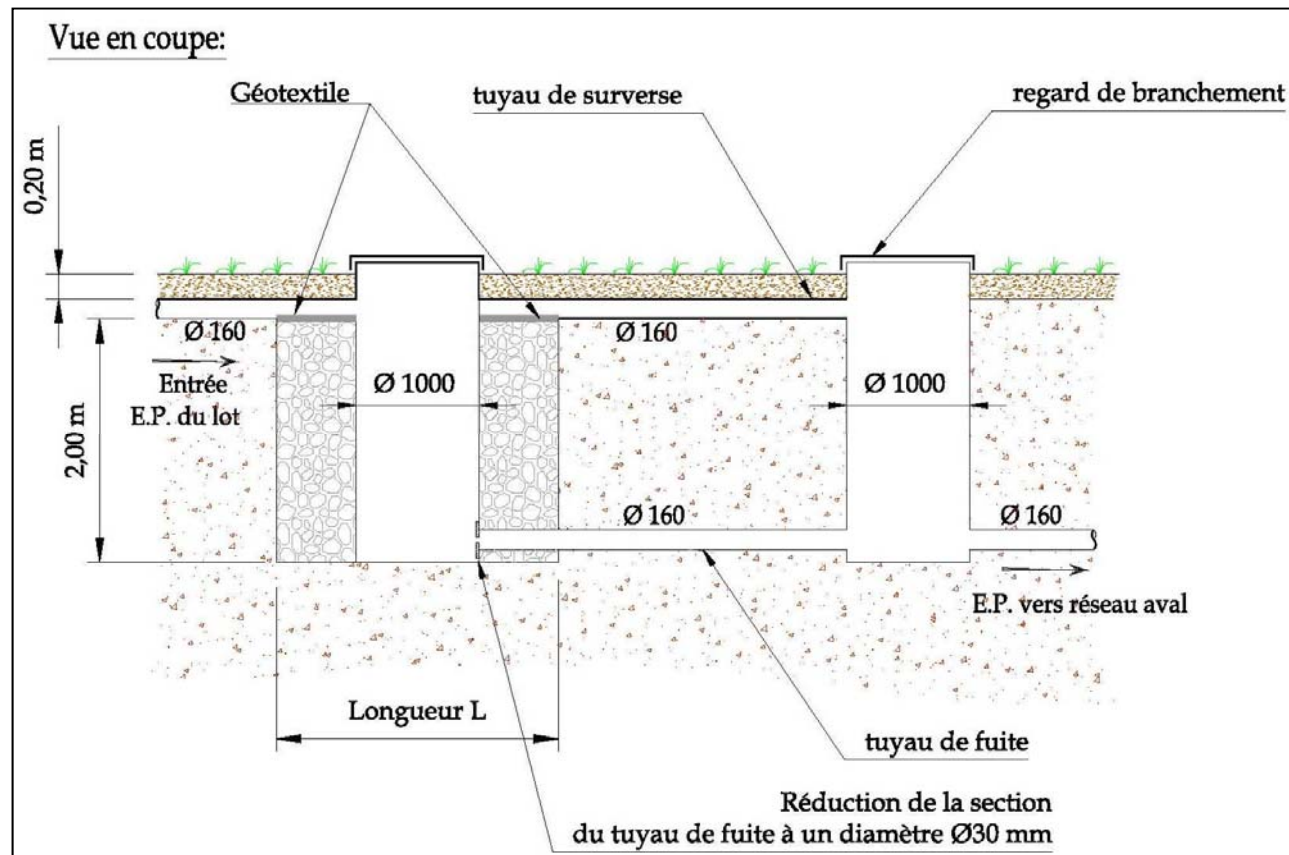 Vue en coupe:
Géotextile
tuyau de surverse
regard de branchement
0,20 m
Ø 160
Ø 160
Entrée
E.P. du lot
Ø 1000
Ø 1000
2,00 m
Ø 160
Ø 160
E.P. vers réseau aval
Longueur L
tuyau de fuite
Réduction de la section
du tuyau de fuite à un diamètre Ø30 mm